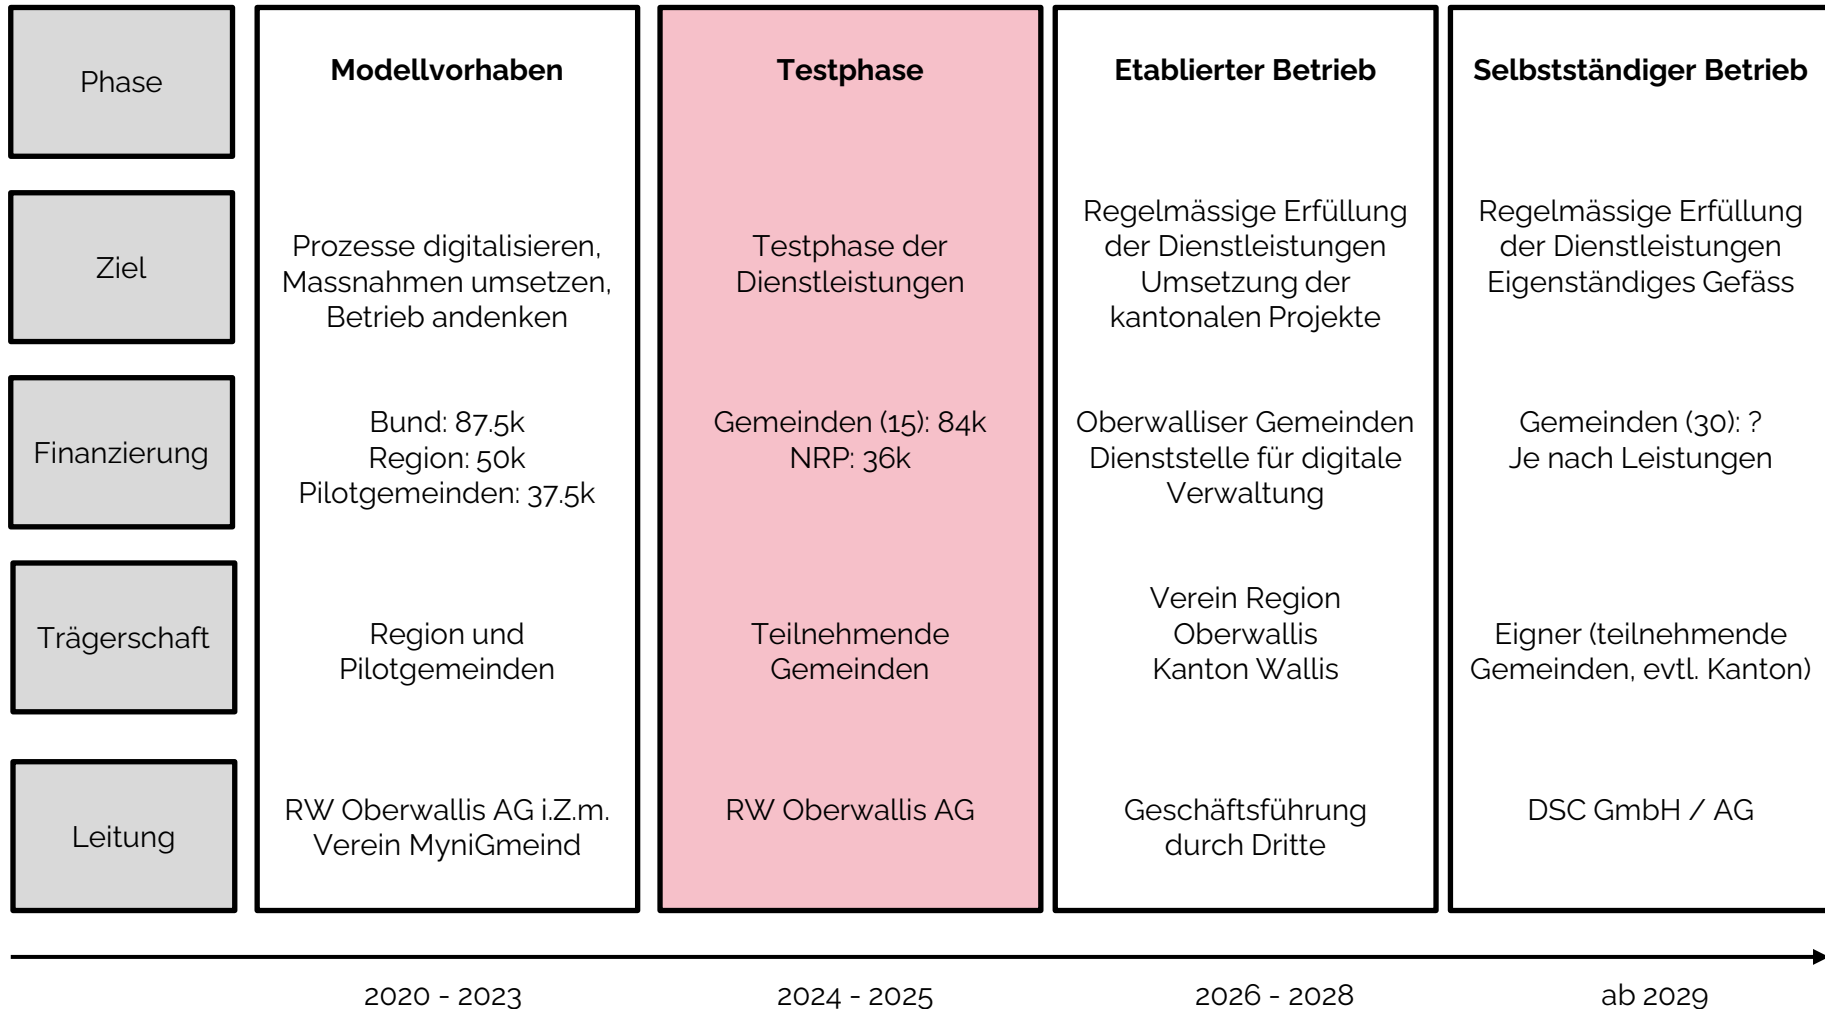 Phase
Modellvorhaben
Testphase
Etablierter Betrieb
Selbstständiger Betrieb
Ziel
Prozesse digitalisieren,
Massnahmen umsetzen,
Betrieb andenken
Testphase der
Dienstleistungen
Regelmässige Erfüllung
der Dienstleistungen
Umsetzung der
kantonalen Projekte
Regelmässige Erfüllung
der Dienstleistungen
Eigenständiges Gefäss
Finanzierung
Bund: 87.5k
Region: 50k
Pilotgemeinden: 37.5k
Gemeinden (15): 84k
NRP: 36k
Oberwalliser Gemeinden
Dienststelle für digitale
Verwaltung
Gemeinden (30): ?
Je nach Leistungen
Trägerschaft
Region und
Pilotgemeinden
Teilnehmende
Gemeinden
Verein Region
Oberwallis
Kanton Wallis
Eigner (teilnehmende
Gemeinden, evtl. Kanton)
Leitung
RW Oberwallis AG i.Z.m.
Verein MyniGmeind
RW Oberwallis AG
Geschäftsführung
durch Dritte
DSC GmbH / AG
2020 - 2023
2024 - 2025
2026 - 2028
ab 2029